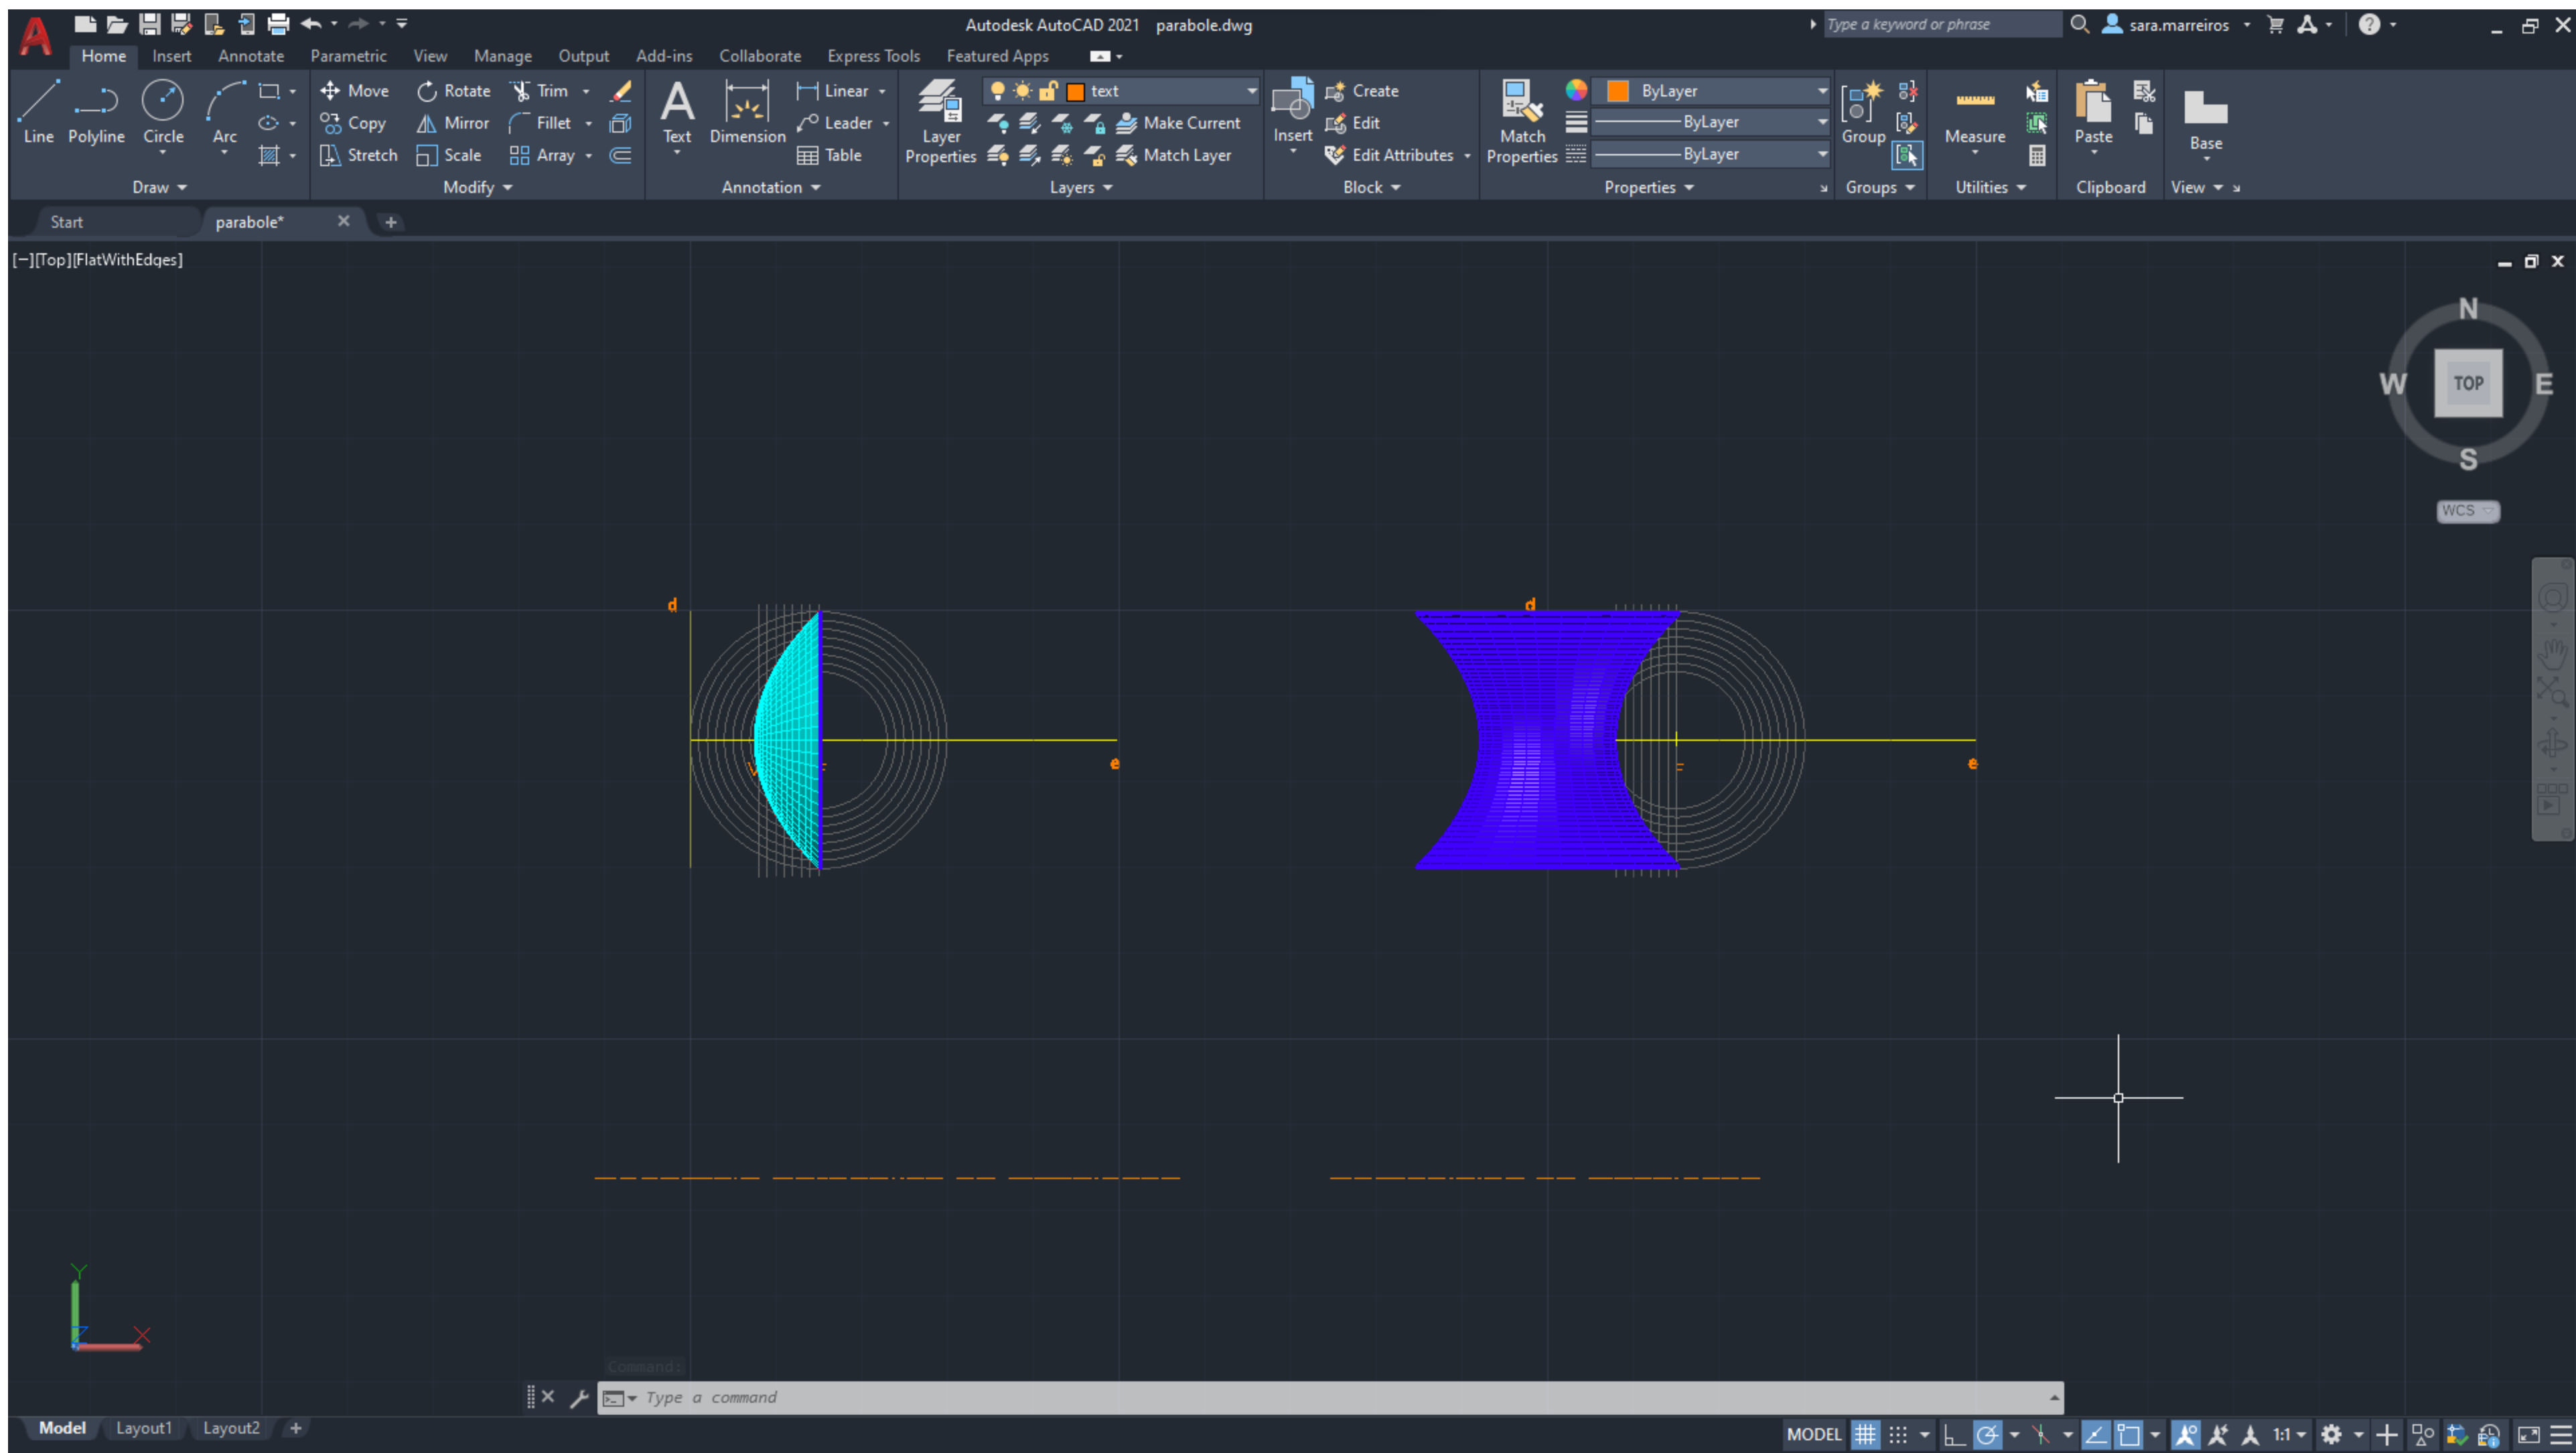 Autodesk AutoCAD 2021 parabole.dwg
Type a keyword or phrase
sara.marreiros
Home Insert Annotate Parametric View Manage Output Add-ins Collaborate Express Tools Featured Apps
Move Rotate Trim Linear text Create ByLayer
Line Polyline Circle Arc Copy Mirror Fillet Text Dimension Leader Layer Properties Make Current Insert Edit Match Properties ByLayer Group Measure Paste Base
Stretch Scale Array Table Match Layer Edit Attributes ByLayer
Draw Modify Annotation Layers Block Properties Groups Utilities Clipboard View
Start parabole*
[−][Top][FlatWithEdges]
N
W TOP E
S
WCS
d d
F
e e
Y
Z X
Command:
Type a command
Model Layout1 Layout2
MODEL 1:1